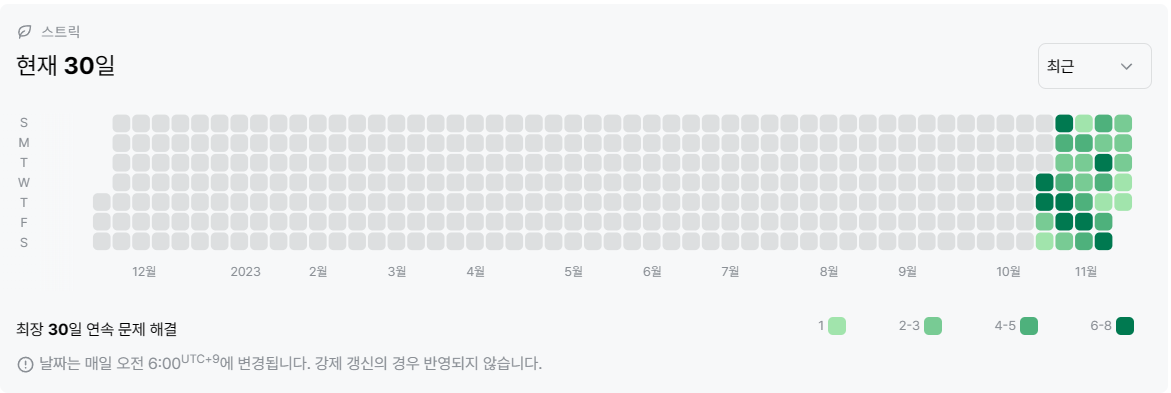 스트릭
현재 30일
최근
S
M
T
W
T
F
S
12월 2023 2월 3월 4월 5월 6월 7월 8월 9월 10월 11월
최장 30일 연속 문제 해결
1 2-3 4-5 6-8
날짜는 매일 오전 6:00UTC+9에 변경됩니다. 강제 갱신의 경우 반영되지 않습니다.